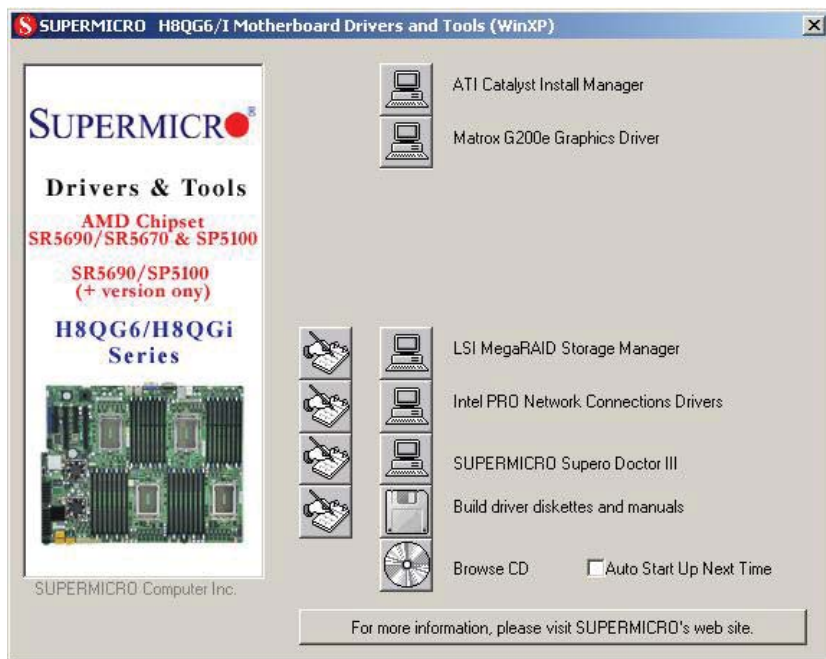 SUPERMICRO H8QG6/I Motherboard Drivers and Tools (WinXP)
SUPERMICRO®
Drivers & Tools
AMD Chipset
SR5690/SR5670 & SP5100
SR5690/SP5100
(+ version ony)
H8QG6/H8QGi
Series
SUPERMICRO Computer Inc.
ATI Catalyst Install Manager
Matrox G200e Graphics Driver
LSI MegaRAID Storage Manager
Intel PRO Network Connections Drivers
SUPERMICRO Supero Doctor III
Build driver diskettes and manuals
Browse CD Auto Start Up Next Time
For more information, please visit SUPERMICRO's web site.